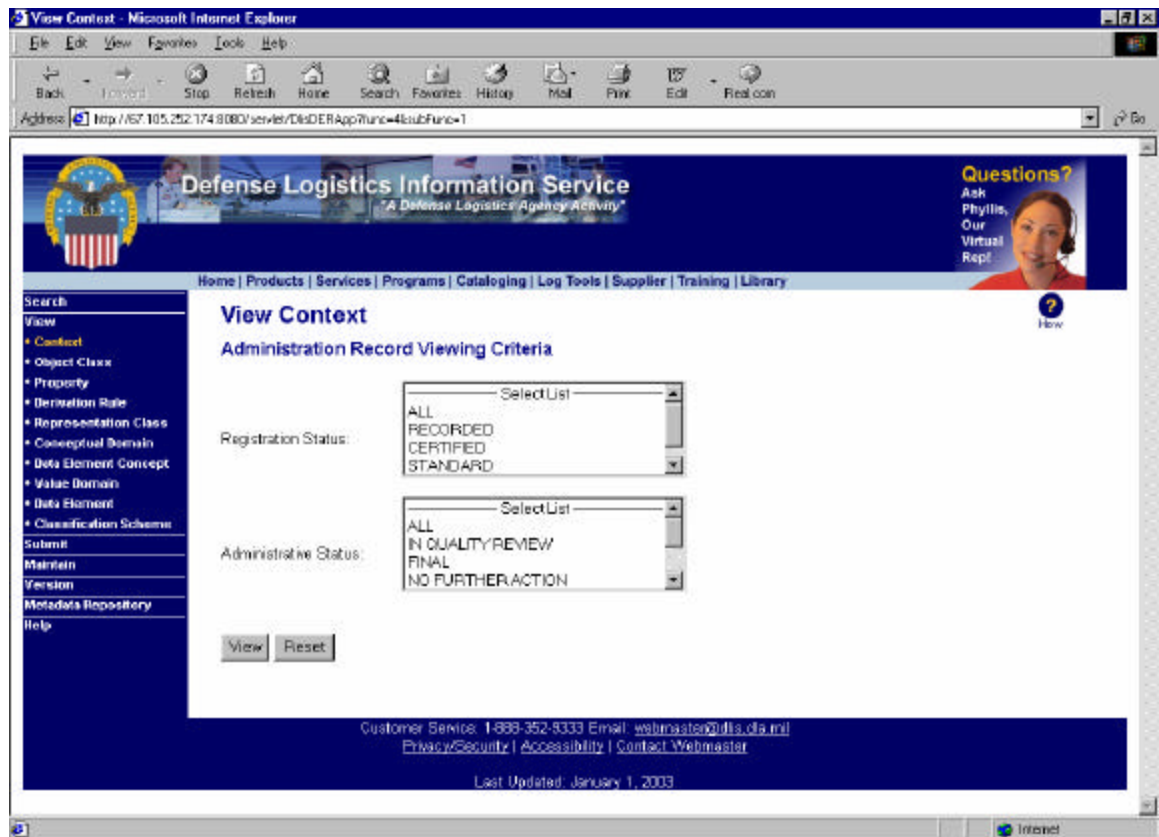 View Context - Microsoft Internet Explorer
File Edit View Favorites Tools Help
Back Forward Stop Refresh Home Search Favorites History Mail Print Edit Real.com
Address http://67.105.252.174:8080/servlet/DlisDERApp?func=4&subFunc=1 Go
Defense Logistics Information Service
"A Defense Logistics Agency Activity"
Questions?
Ask
Phyllis,
Our
Virtual
Rep!
Home | Products | Services | Programs | Cataloging | Log Tools | Supplier | Training | Library
Search
View
• Context
• Object Class
• Property
• Derivation Rule
• Representation Class
• Conceptual Domain
• Data Element Concept
• Value Domain
• Data Element
• Classification Scheme
Submit
Maintain
Version
Metadata Repository
Help
View Context
?
How
Administration Record Viewing Criteria
Registration Status:
Select List
ALL
RECORDED
CERTIFIED
STANDARD
Administrative Status:
Select List
ALL
IN QUALITY REVIEW
FINAL
NO FURTHER ACTION
View Reset
Customer Service: 1-888-352-9333 Email: webmaster@dlis.dla.mil
Privacy/Security | Accessibility | Contact Webmaster
Last Updated: January 1, 2003
Internet